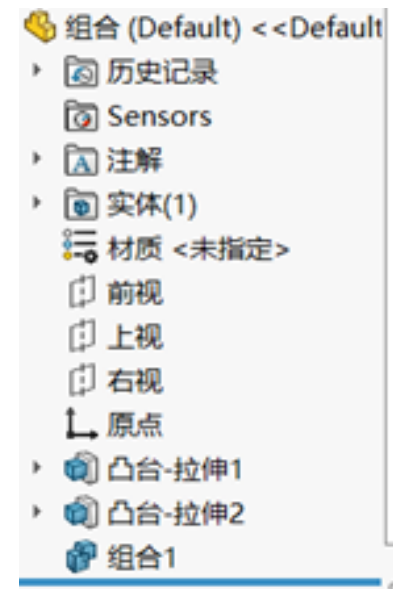 组合 (Default) <<Default
历史记录
Sensors
注解
实体(1)
材质 <未指定>
前视
上视
右视
原点
凸台-拉伸1
凸台-拉伸2
组合1